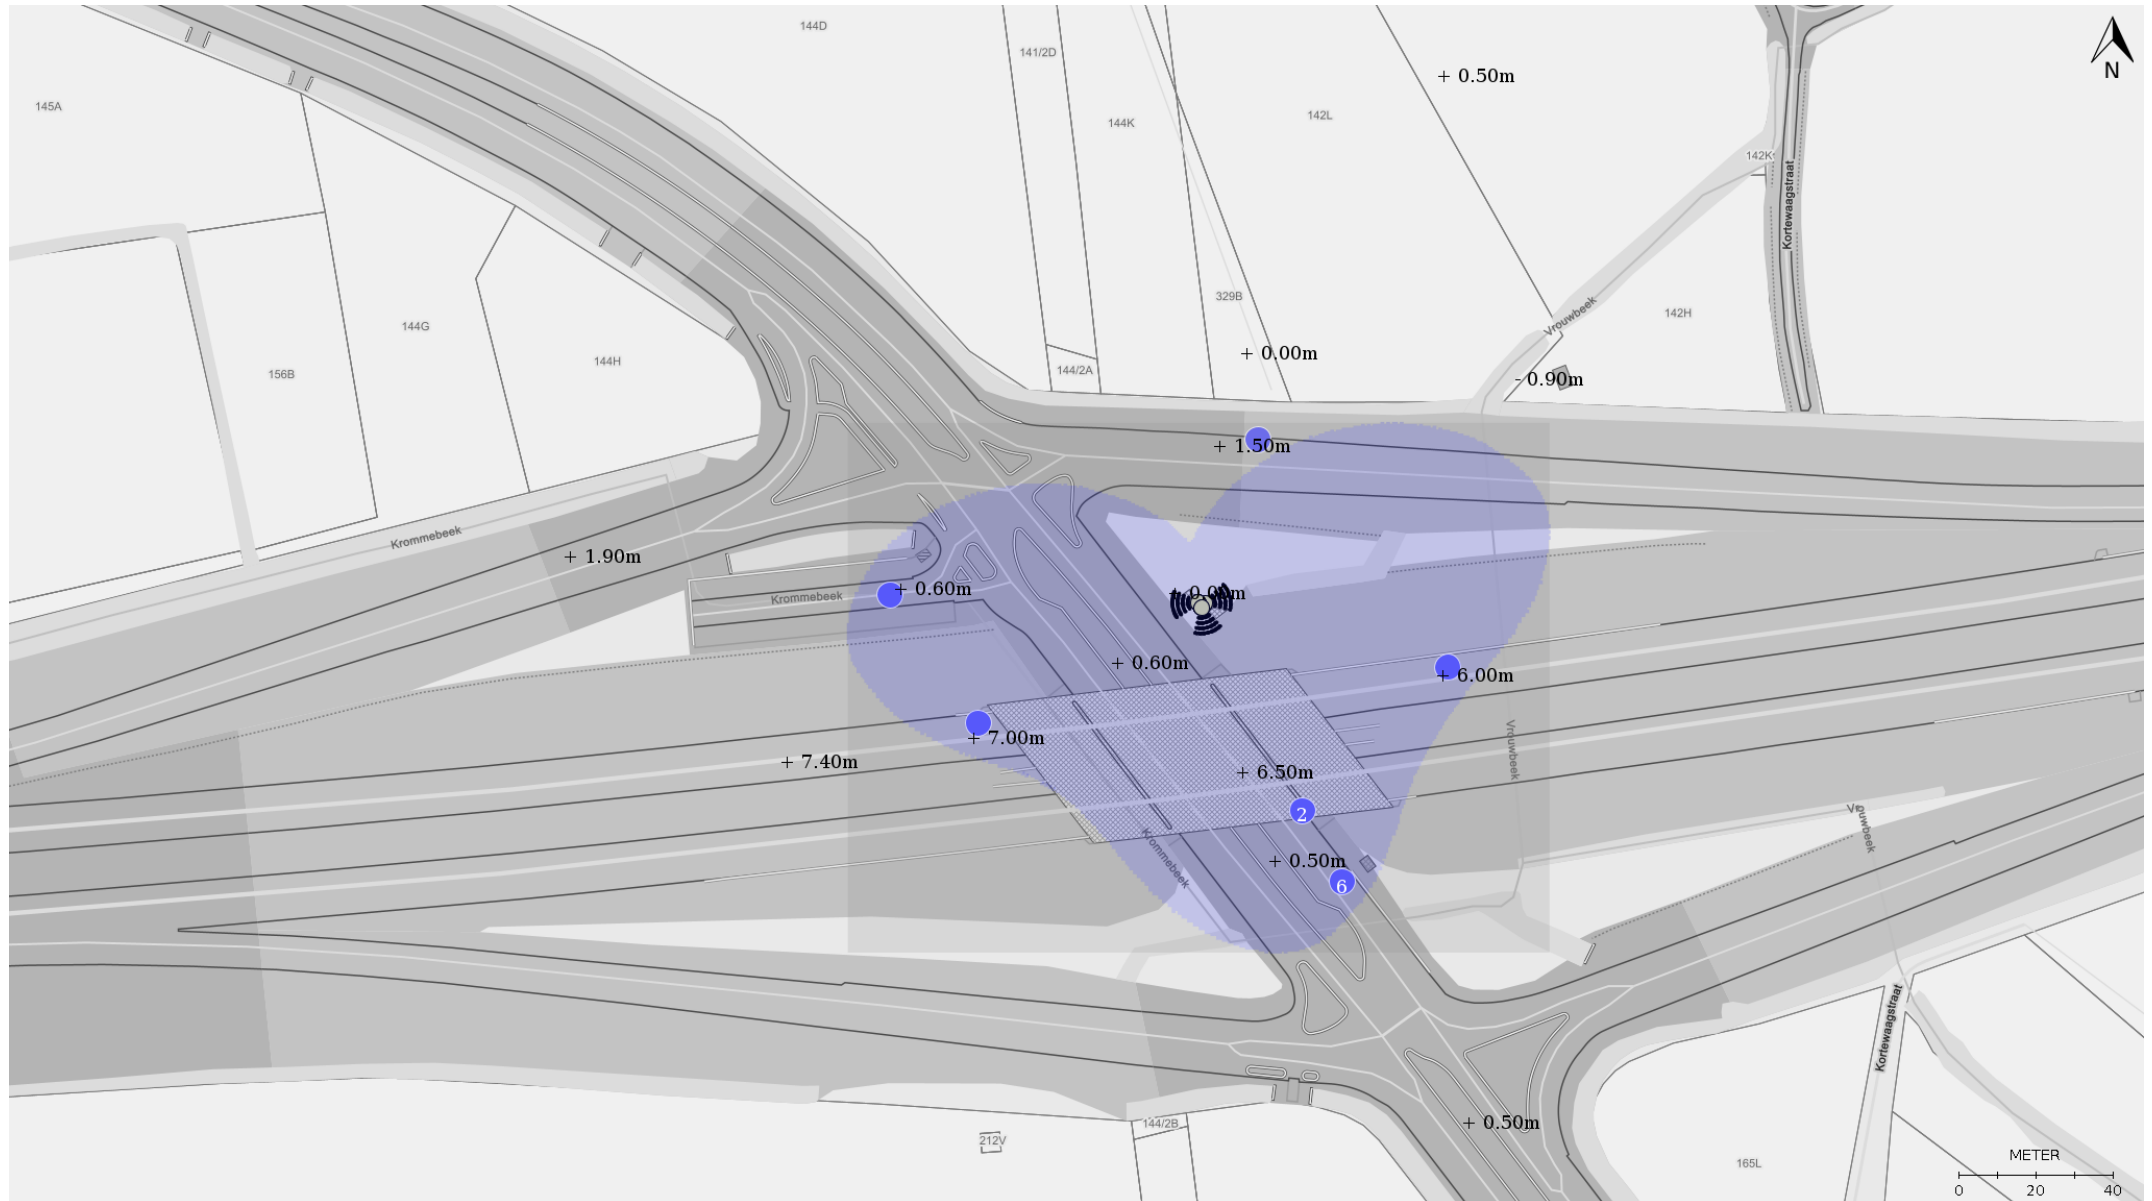 144D
141/2D
+ 0.50m
N
145A
144K
142L
142K
Kortewaagstraat
329B
Vrouwbeek
142H
144G
144H
156B
+ 0.00m
144/2A
- 0.90m
+ 1.50m
Krommebeek
+ 1.90m
+ 0.60m
Krommebeek
+ 0.60m
+ 6.00m
+ 7.00m
+ 7.40m
+ 6.50m
Vrouwbeek
2
Vrouwbeek
Krommebeek
+ 0.50m
6
Kortewaagstraat
+ 0.50m
144/2B
212V
165L
METER
0 20 40